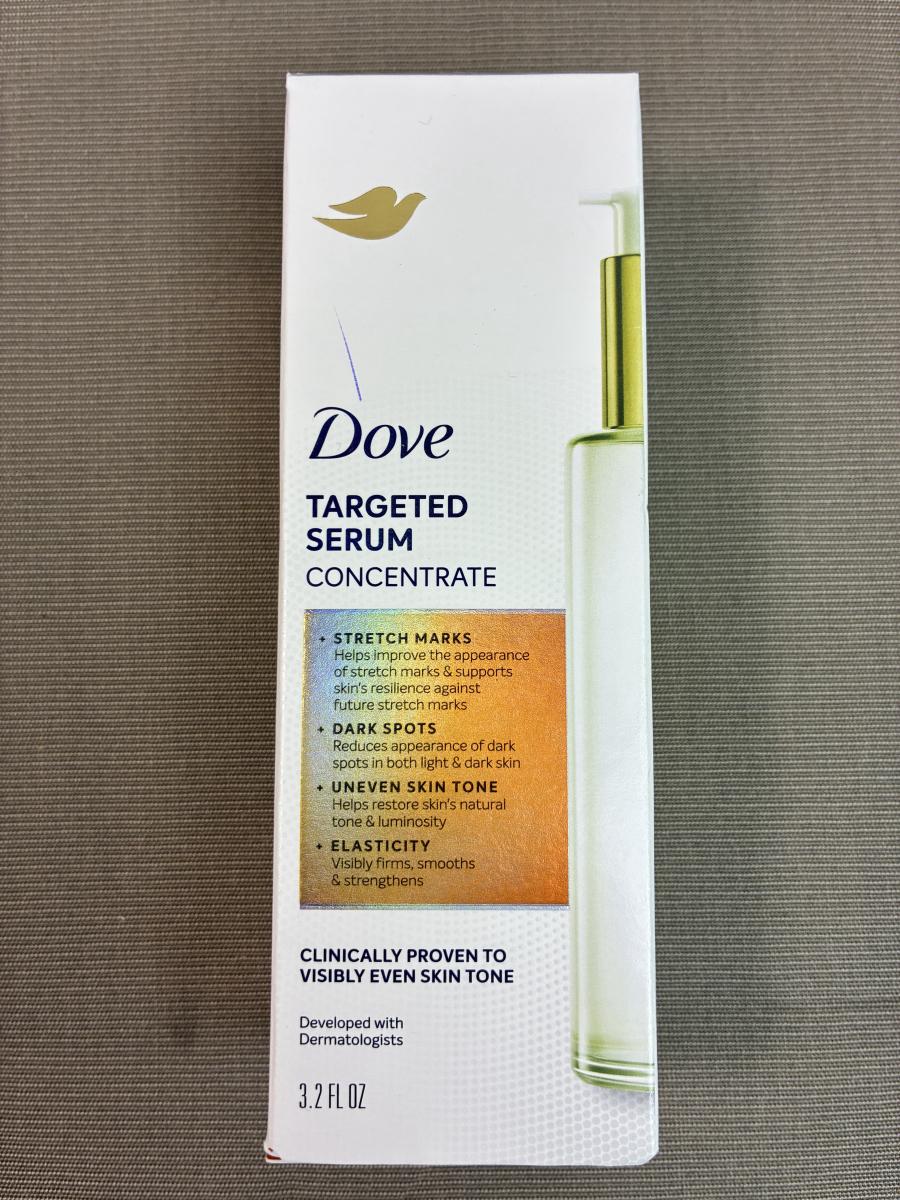 Dove
TARGETED
SERUM
CONCENTRATE
+ STRETCH MARKS
Helps improve the appearance
of stretch marks & supports
skin's resilience against
future stretch marks
+ DARK SPOTS
Reduces appearance of dark
spots in both light & dark skin
+ UNEVEN SKIN TONE
Helps restore skin's natural
tone & luminosity
+ ELASTICITY
Visibly firms, smooths
& strengthens
CLINICALLY PROVEN TO
VISIBLY EVEN SKIN TONE
Developed with
Dermatologists
3.2 FL OZ